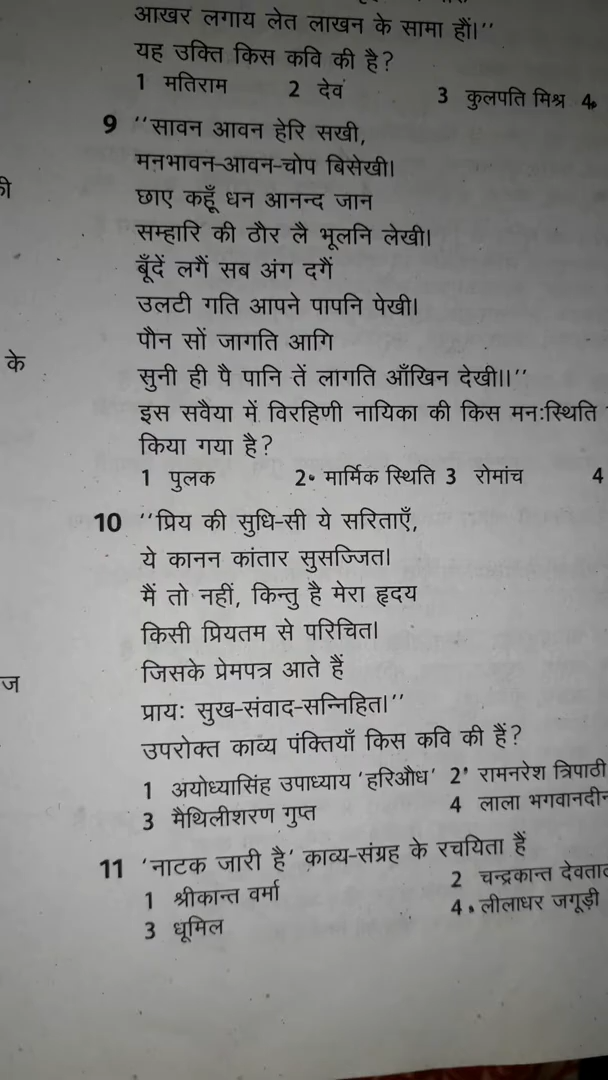 आखर लगाय लेत लाखन के सामा हौं।''
यह उक्ति किस कवि की है?
1 मतिराम 2 देव 3 कुलपति मिश्र 4
9 ''सावन आवन हेरि सखी,
मनभावन-आवन-चोप बिसेखी।
छाए कहूँ धन आनन्द जान
सम्हारि की ठौर लै भूलनि लेखी।
बूँदें लगैं सब अंग दगैं
उलटी गति आपने पापनि पेखी।
पौन सों जागति आगि
सुनी ही पै पानि तें लागति आँखिन देखी।।''
इस सवैया में विरहिणी नायिका की किस मनःस्थिति
किया गया है?
1 पुलक 2 मार्मिक स्थिति 3 रोमांच 4
10 ''प्रिय की सुधि-सी ये सरिताएँ,
ये कानन कांतार सुसज्जित।
मैं तो नहीं, किन्तु है मेरा हृदय
किसी प्रियतम से परिचित।
जिसके प्रेमपत्र आते हैं
प्रायः सुख-संवाद-सन्निहित।''
उपरोक्त काव्य पंक्तियाँ किस कवि की हैं?
1 अयोध्यासिंह उपाध्याय 'हरिऔध' 2 रामनरेश त्रिपाठी
3 मैथिलीशरण गुप्त 4 लाला भगवानदीन
11 'नाटक जारी है' काव्य-संग्रह के रचयिता हैं
1 श्रीकान्त वर्मा 2 चन्द्रकान्त
3 धूमिल 4 लीलाधर जगूड़ी
की
के
ज